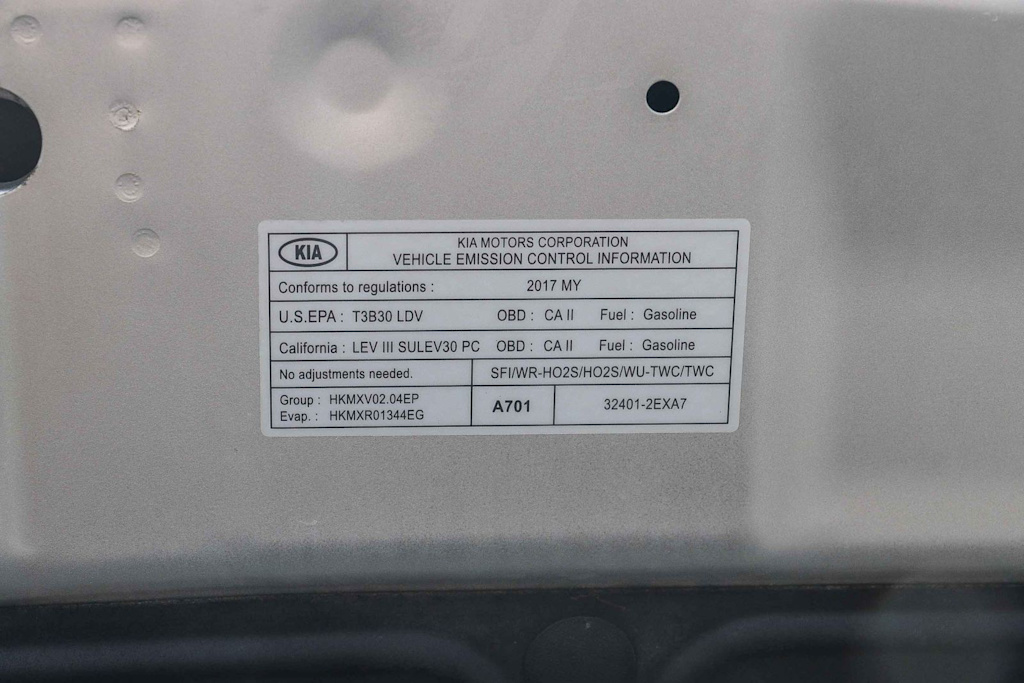 KIA
KIA MOTORS CORPORATION
VEHICLE EMISSION CONTROL INFORMATION
Conforms to regulations : 2017 MY
U.S.EPA : T3B30 LDV OBD : CA II Fuel : Gasoline
California : LEV III SULEV30 PC OBD : CA II Fuel : Gasoline
No adjustments needed. SFI/WR-HO2S/HO2S/WU-TWC/TWC
Group : HKMXV02.04EP
Evap. : HKMXR01344EG
A701
32401-2EXA7